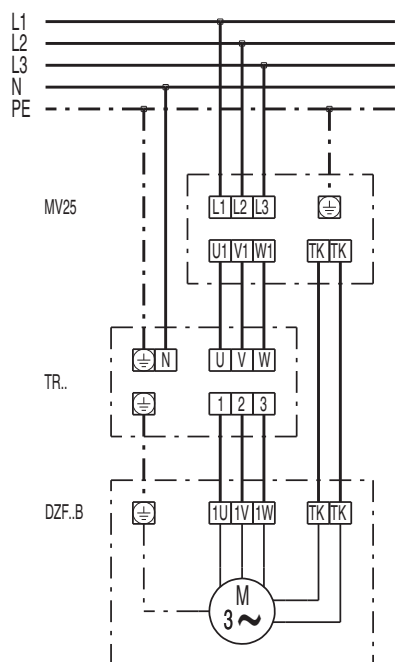 L1
L2
L3
N
PE
MV25
L1 L2 L3
U1 V1 W1 TK TK
TR..
N U V W
1 2 3
DZF..B
1U 1V 1W TK TK
M
3 ~